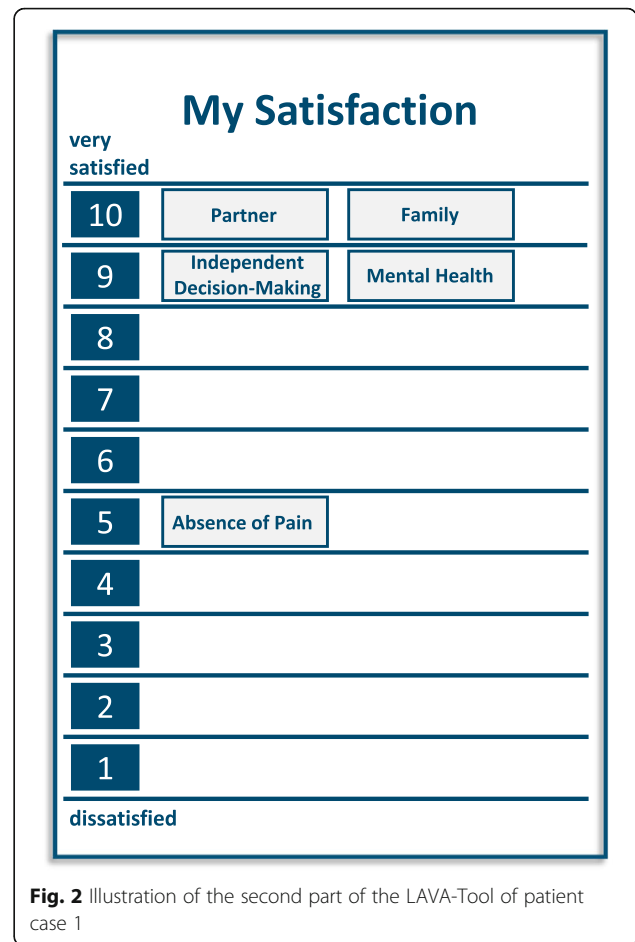 My Satisfaction
very
satisfied
10 Partner Family
9 Independent Decision-Making Mental Health
8
7
6
5 Absence of Pain
4
3
2
1
dissatisfied
Fig. 2 Illustration of the second part of the LAVA-Tool of patient
case 1